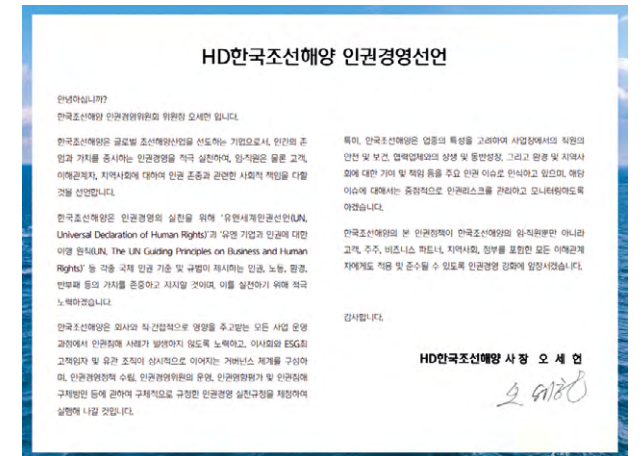 HD한국조선해양 인권경영선언
안녕하십니까?
한국조선해양 인권경영위원회 위원장 오세헌 입니다.
한국조선해양은 글로벌 조선해양산업을 선도하는 기업으로서, 인간의 존
엄과 가치를 중시하는 인권경영을 적극 실천하여, 임·직원은 물론 고객,
이해관계자, 지역사회에 대하여 인권 존중과 관련한 사회적 책임을 다할
것을 선언합니다.
한국조선해양은 인권경영의 실천을 위해 '유엔세계인권선언(UN,
Universal Declaration of Human Rights)'과 '유엔 기업과 인권에 대한
이행 원칙(UN, The UN Guiding Principles on Business and Human
Rights)' 등 각종 국제 인권 기준 및 규범이 제시하는 인권, 노동, 환경,
반부패 등의 가치를 존중하고 지지할 것이며, 이를 실천하기 위해 적극
노력하겠습니다.
한국조선해양은 회사와 직·간접적으로 영향을 주고받는 모든 사업 운영
과정에서 인권침해 사례가 발생하지 않도록 노력하고, 이사회와 ESG최
고책임자 및 유관 조직이 상시적으로 이어지는 거버넌스 체계를 구성하
며, 인권경영정책 수립, 인권경영위원의 운영, 인권영향평가 및 인권침해
구제방안 등에 관하여 구체적으로 규정한 인권경영 실천규정을 제정하여
실행해 나갈 것입니다.
특히, 한국조선해양은 업종의 특성을 고려하여 사업장에서의 직원의
안전 및 보건, 협력업체와의 상생 및 동반성장, 그리고 환경 및 지역사
회에 대한 기여 및 책임 등을 주요 인권 이슈로 인식하고 있으며, 해당
이슈에 대해서는 중점적으로 인권리스크를 관리하고 모니터링하도록
하겠습니다.
한국조선해양의 본 인권정책이 한국조선해양의 임·직원뿐만 아니라
고객, 주주, 비즈니스 파트너, 지역사회, 정부를 포함한 모든 이해관계
자에게도 적용 및 준수될 수 있도록 인권경영 강화에 앞장서겠습니다.
감사합니다.
HD한국조선해양 사 장 오 세 헌
오세헌